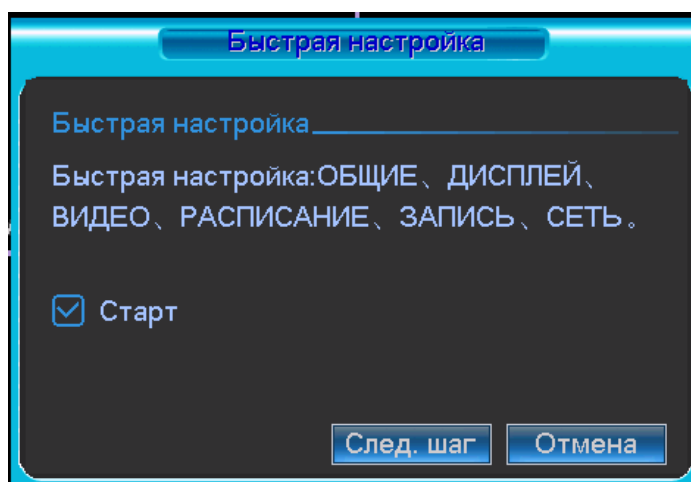 Быстрая настройка
Быстрая настройка
Быстрая настройка:ОБЩИЕ、ДИСПЛЕЙ、
ВИДЕО、РАСПИСАНИЕ、ЗАПИСЬ、СЕТЬ。
Старт
След. шаг Отмена